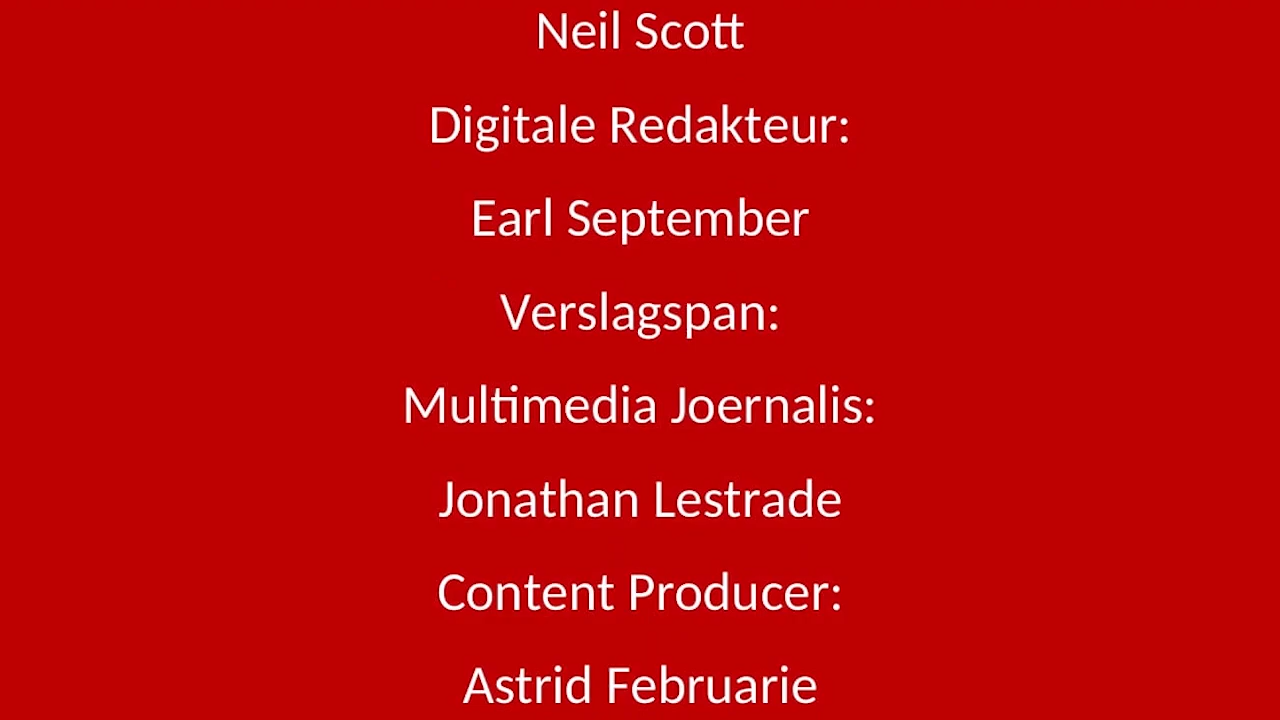 Neil Scott
Digitale Redakteur:
Earl September
Verslagspan:
Multimedia Joernalis:
Jonathan Lestrade
Content Producer:
Astrid Februarie